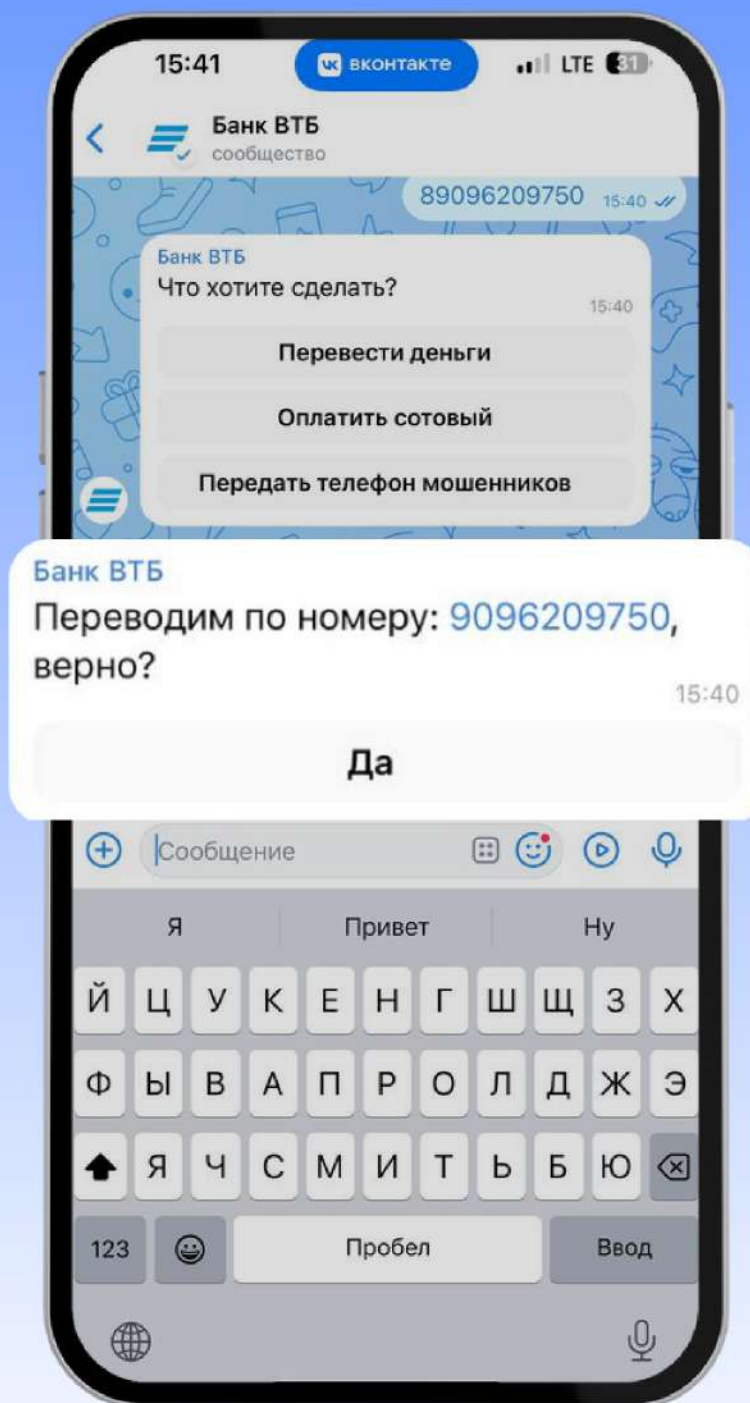 15:41
вконтакте
LTE 31
Банк ВТБ
сообщество
89096209750 15:40
Банк ВТБ
Что хотите сделать?
15:40
Перевести деньги
Оплатить сотовый
Передать телефон мошенников
Банк ВТБ
Переводим по номеру: 9096209750,
верно?
15:40
Да
Сообщение
Я Привет Ну
Й Ц У К Е Н Г Ш Щ З Х
Ф Ы В А П Р О Л Д Ж Э
Я Ч С М И Т Ь Б Ю
123 Пробел Ввод